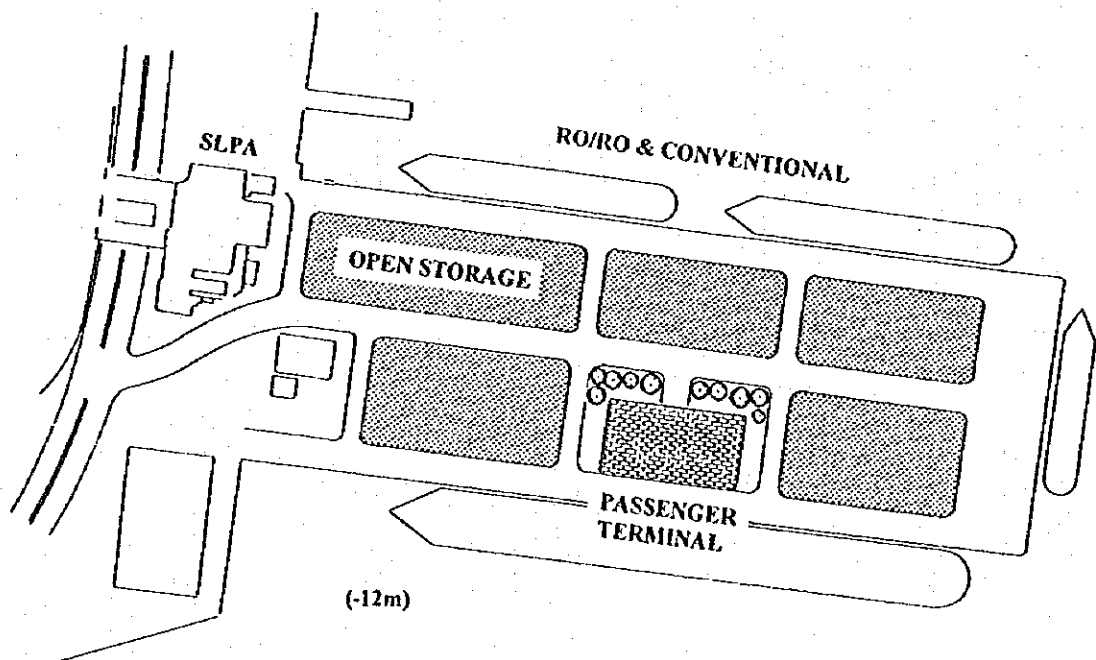 SLPA
RO/RO & CONVENTIONAL
OPEN STORAGE
PASSENGER
TERMINAL
(-12m)